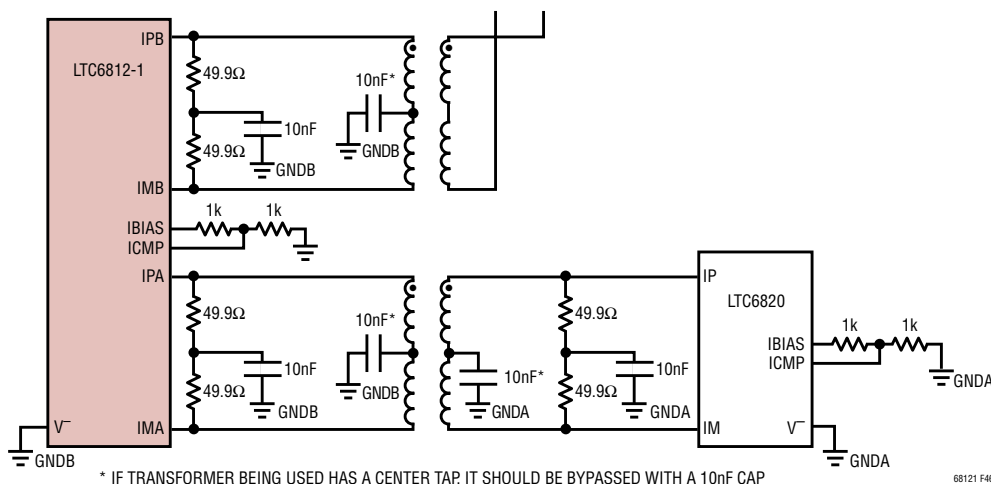 IPB
LTC6812-1
49.9Ω
10nF*
10nF
49.9Ω
GNDB
GNDB
IMB
IBIAS
1k
1k
ICMP
IPA
IP
49.9Ω
10nF*
49.9Ω
LTC6820
10nF
10nF*
10nF
IBIAS
1k
1k
ICMP
49.9Ω
GNDB
GNDB
GNDA
49.9Ω
GNDA
GNDA
V–
IMA
IM
V–
GNDB
GNDA
* IF TRANSFORMER BEING USED HAS A CENTER TAP, IT SHOULD BE BYPASSED WITH A 10nF CAP
68121 F46